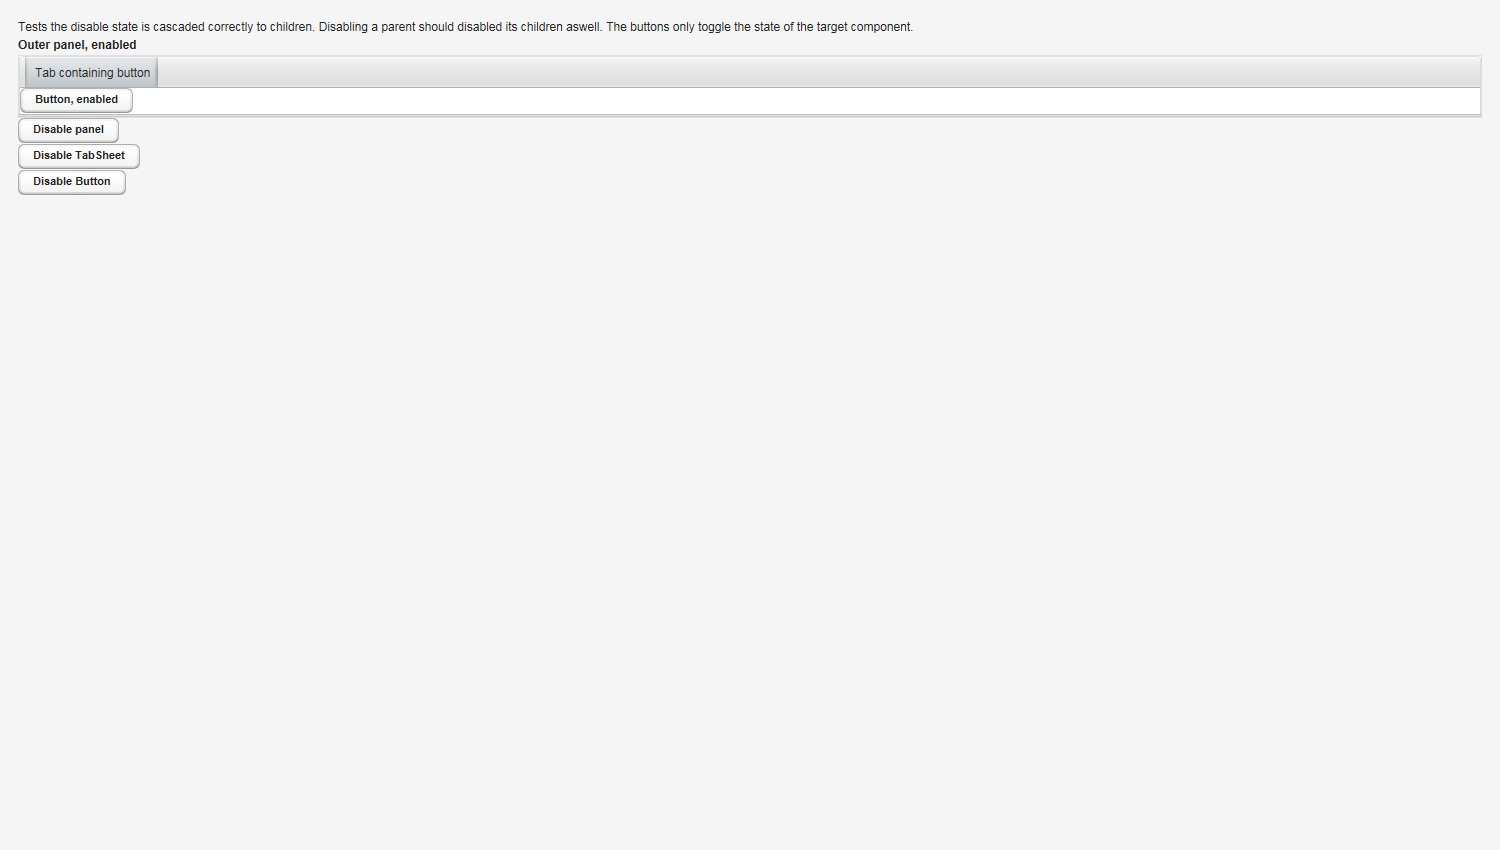 Tests the disable state is cascaded correctly to children. Disabling a parent should disabled its children aswell. The buttons only toggle the state of the target component.
Outer panel, enabled
Tab containing button
Button, enabled
Disable panel
Disable TabSheet
Disable Button